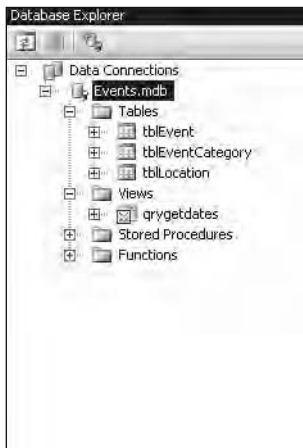 Database Explorer
Data Connections
Events.mdb
Tables
tblEvent
tblEventCategory
tblLocation
Views
qrygetdates
Stored Procedures
Functions